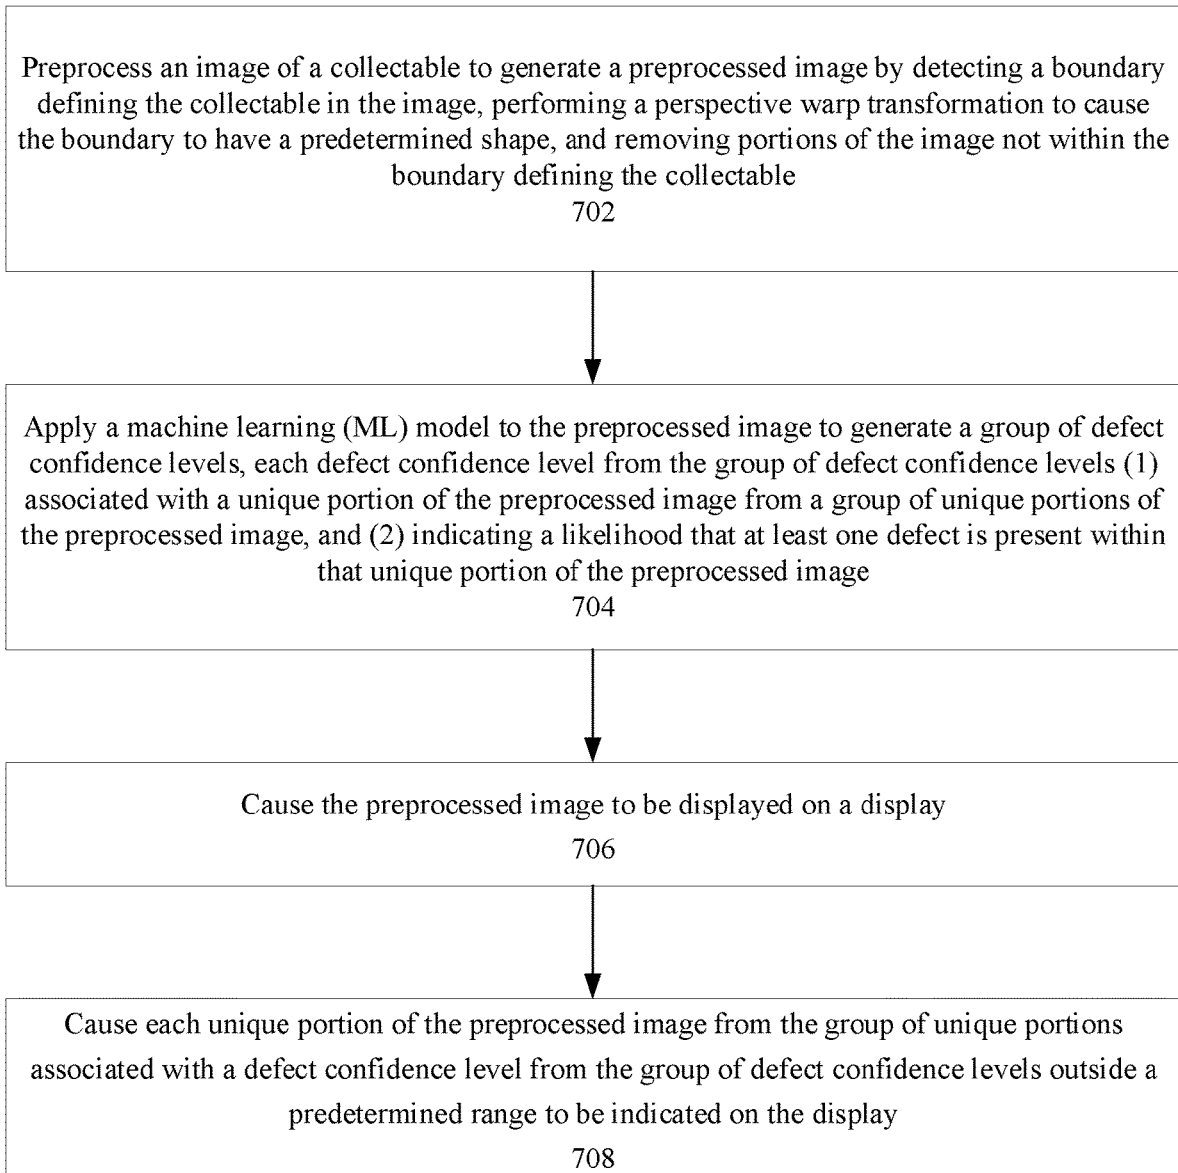 Preprocess an image of a collectable to generate a preprocessed image by detecting a boundary
defining the collectable in the image, performing a perspective warp transformation to cause
the boundary to have a predetermined shape, and removing portions of the image not within the
boundary defining the collectable
702
Apply a machine learning (ML) model to the preprocessed image to generate a group of defect
confidence levels, each defect confidence level from the group of defect confidence levels (1)
associated with a unique portion of the preprocessed image from a group of unique portions of
the preprocessed image, and (2) indicating a likelihood that at least one defect is present within
that unique portion of the preprocessed image
704
Cause the preprocessed image to be displayed on a display
706
Cause each unique portion of the preprocessed image from the group of unique portions
associated with a defect confidence level from the group of defect confidence levels outside a
predetermined range to be indicated on the display
708